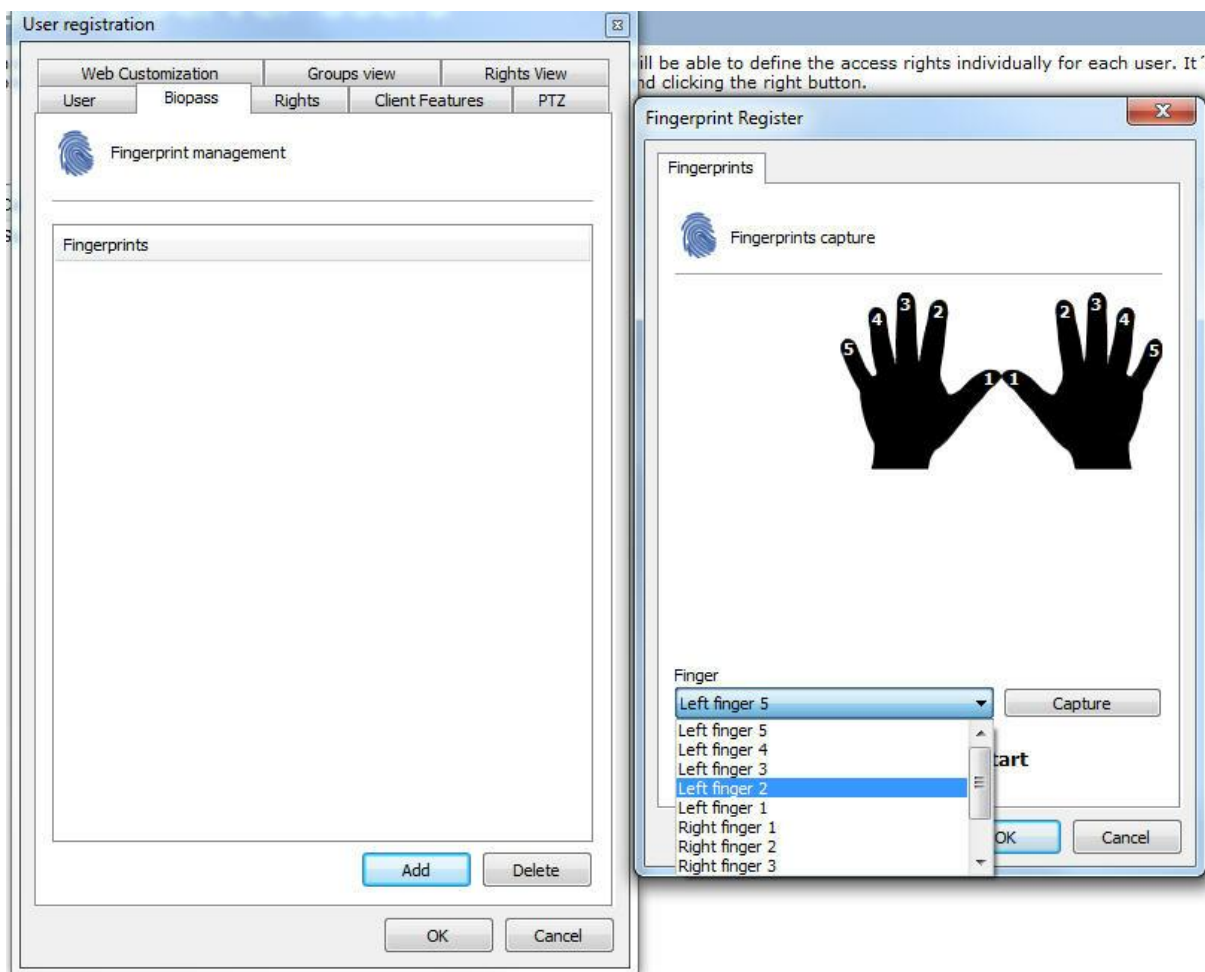 User registration
Web Customization
Groups view
Rights View
User
Biopass
Rights
Client Features
PTZ
Fingerprint management
Fingerprints
Add
Delete
OK
Cancel
ill be able to define the access rights individually for each user. It´
nd clicking the right button.
Fingerprint Register
Fingerprints
Fingerprints capture
5 4 3 2 1 1 2 3 4 5
Finger
Left finger 5
Capture
Left finger 5
Left finger 4
Left finger 3
Left finger 2
Left finger 1
Right finger 1
Right finger 2
Right finger 3
tart
OK
Cancel